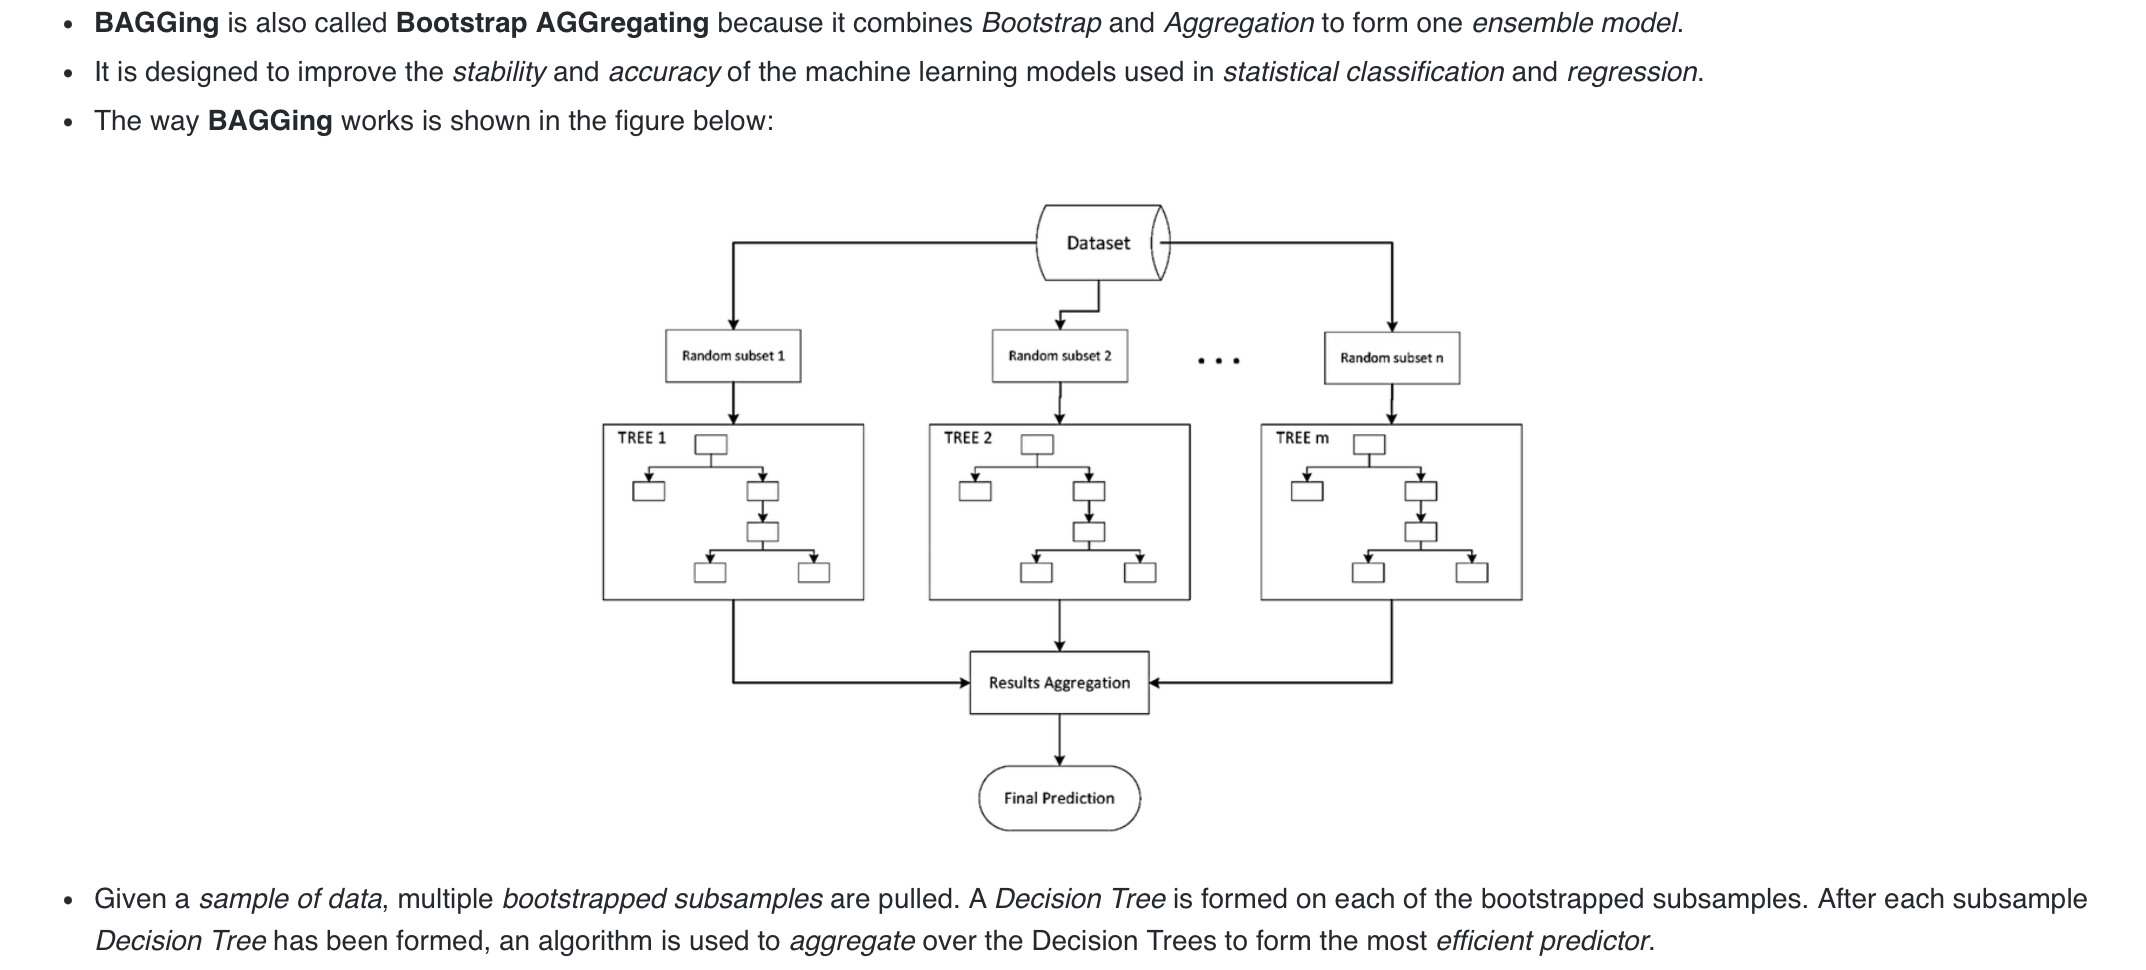 BAGGing is also called Bootstrap AGGregating because it combines Bootstrap and Aggregation to form one ensemble model.
It is designed to improve the stability and accuracy of the machine learning models used in statistical classification and regression.
The way BAGGing works is shown in the figure below:
Dataset
Random subset 1
Random subset 2
...
Random subset n
TREE 1
TREE 2
TREE m
Results Aggregation
Final Prediction
Given a sample of data, multiple bootstrapped subsamples are pulled. A Decision Tree is formed on each of the bootstrapped subsamples. After each subsample
Decision Tree has been formed, an algorithm is used to aggregate over the Decision Trees to form the most efficient predictor.